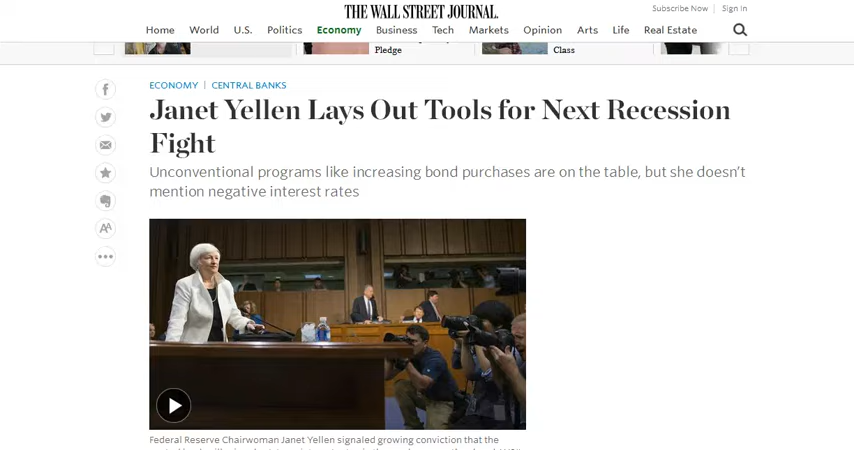 THE WALL STREET JOURNAL.
Subscribe Now | Sign In
Home World U.S. Politics Economy Business Tech Markets Opinion Arts Life Real Estate
Pledge
Class
ECONOMY | CENTRAL BANKS
Janet Yellen Lays Out Tools for Next Recession
Fight
Unconventional programs like increasing bond purchases are on the table, but she doesn’t
mention negative interest rates
AA
Federal Reserve Chairwoman Janet Yellen signaled growing conviction that the